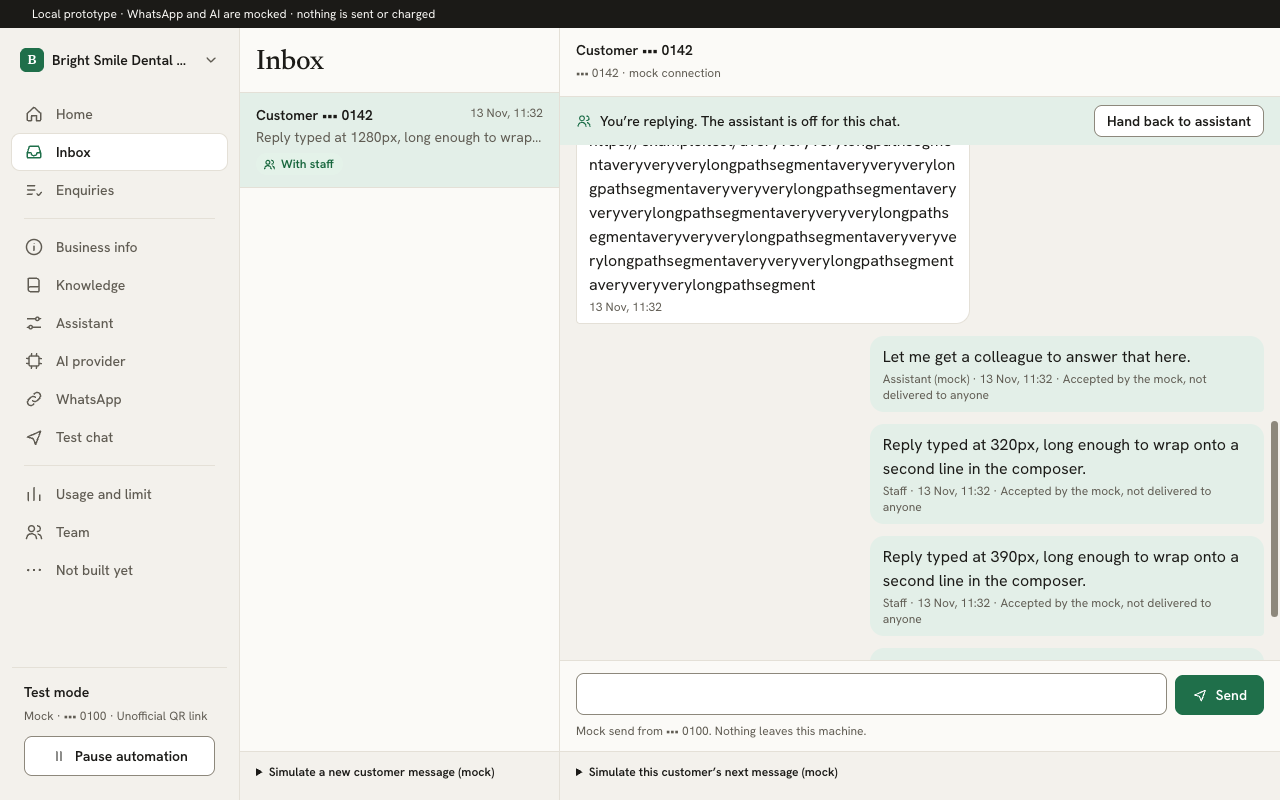 Local prototype · WhatsApp and AI are mocked · nothing is sent or charged
B
Bright Smile Dental ...
Home
Inbox
Enquiries
Business info
Knowledge
Assistant
AI provider
WhatsApp
Test chat
Usage and limit
Team
Not built yet
Test mode
Mock · ••• 0100 · Unofficial QR link
Pause automation
Inbox
Customer ••• 0142
13 Nov, 11:32
Reply typed at 1280px, long enough to wrap...
With staff
Simulate a new customer message (mock)
Customer ••• 0142
••• 0142 · mock connection
You’re replying. The assistant is off for this chat.
Hand back to assistant
ntaveryveryverylongpathsegmentaveryveryverylon
gpathsegmentaveryveryverylongpathsegmentavery
veryverylongpathsegmentaveryveryverylongpaths
egmentaveryveryverylongpathsegmentaveryveryve
rylongpathsegmentaveryveryverylongpathsegment
averyveryverylongpathsegment
13 Nov, 11:32
Let me get a colleague to answer that here.
Assistant (mock) · 13 Nov, 11:32 · Accepted by the mock, not
delivered to anyone
Reply typed at 320px, long enough to wrap onto a
second line in the composer.
Staff · 13 Nov, 11:32 · Accepted by the mock, not delivered to
anyone
Reply typed at 390px, long enough to wrap onto a
second line in the composer.
Staff · 13 Nov, 11:32 · Accepted by the mock, not delivered to
anyone
Send
Mock send from ••• 0100. Nothing leaves this machine.
Simulate this customer’s next message (mock)